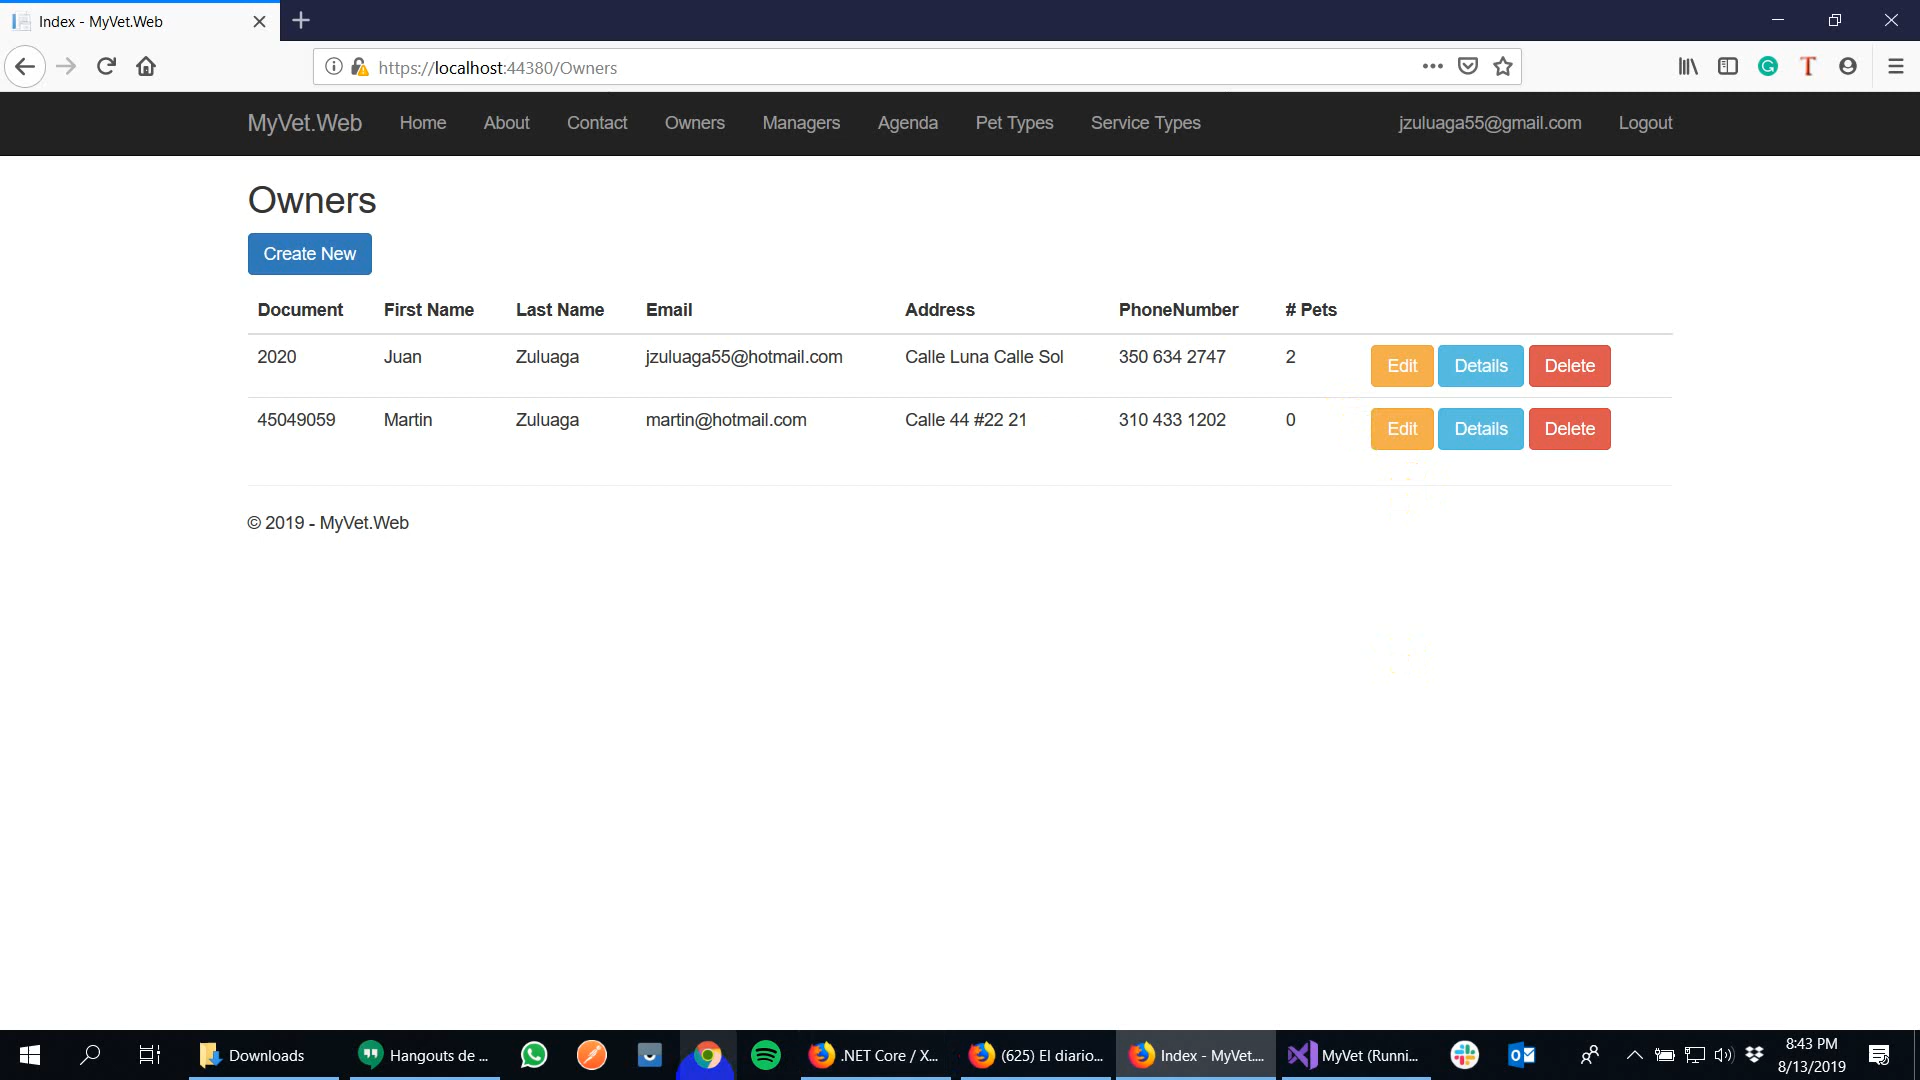 Index - MyVet.Web
https://localhost:44380/Owners
MyVet.Web Home About Contact Owners Managers Agenda Pet Types Service Types jzuluaga55@gmail.com Logout
Owners
Create New
Document First Name Last Name Email Address PhoneNumber # Pets
2020 Juan Zuluaga jzuluaga55@hotmail.com Calle Luna Calle Sol 350 634 2747 2 Edit Details Delete
45049059 Martin Zuluaga martin@hotmail.com Calle 44 #22 21 310 433 1202 0 Edit Details Delete
© 2019 - MyVet.Web
Downloads Hangouts de ... .NET Core / X... (625) El diario... Index - MyVet.... MyVet (Runni... 8:43 PM
8/13/2019